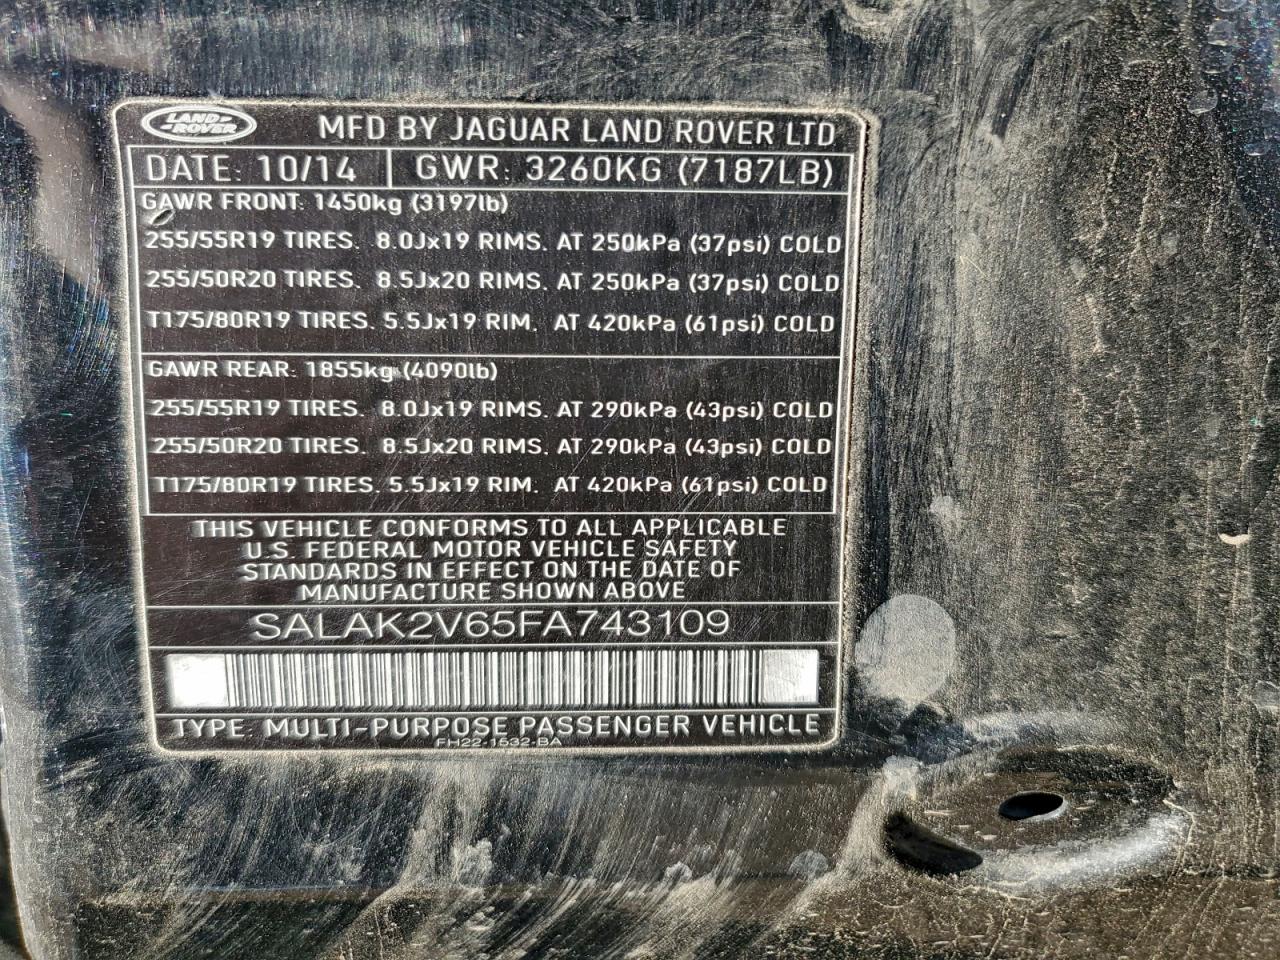 LAND ROVER
MFD BY JAGUAR LAND ROVER LTD
DATE: 10/14 GWR: 3260KG (7187LB)
GAWR FRONT: 1450kg (3197lb)
255/55R19 TIRES. 8.0Jx19 RIMS. AT 250kPa (37psi) COLD
255/50R20 TIRES. 8.5Jx20 RIMS. AT 250kPa (37psi) COLD
T175/80R19 TIRES. 5.5Jx19 RIM. AT 420kPa (61psi) COLD
GAWR REAR: 1855kg (4090lb)
255/55R19 TIRES. 8.0Jx19 RIMS. AT 290kPa (43psi) COLD
255/50R20 TIRES. 8.5Jx20 RIMS. AT 290kPa (43psi) COLD
T175/80R19 TIRES. 5.5Jx19 RIM. AT 420kPa (61psi) COLD
THIS VEHICLE CONFORMS TO ALL APPLICABLE
U.S. FEDERAL MOTOR VEHICLE SAFETY
STANDARDS IN EFFECT ON THE DATE OF
MANUFACTURE SHOWN ABOVE
SALAK2V65FA743109
TYPE: MULTI-PURPOSE PASSENGER VEHICLE
FH22-1532-BA